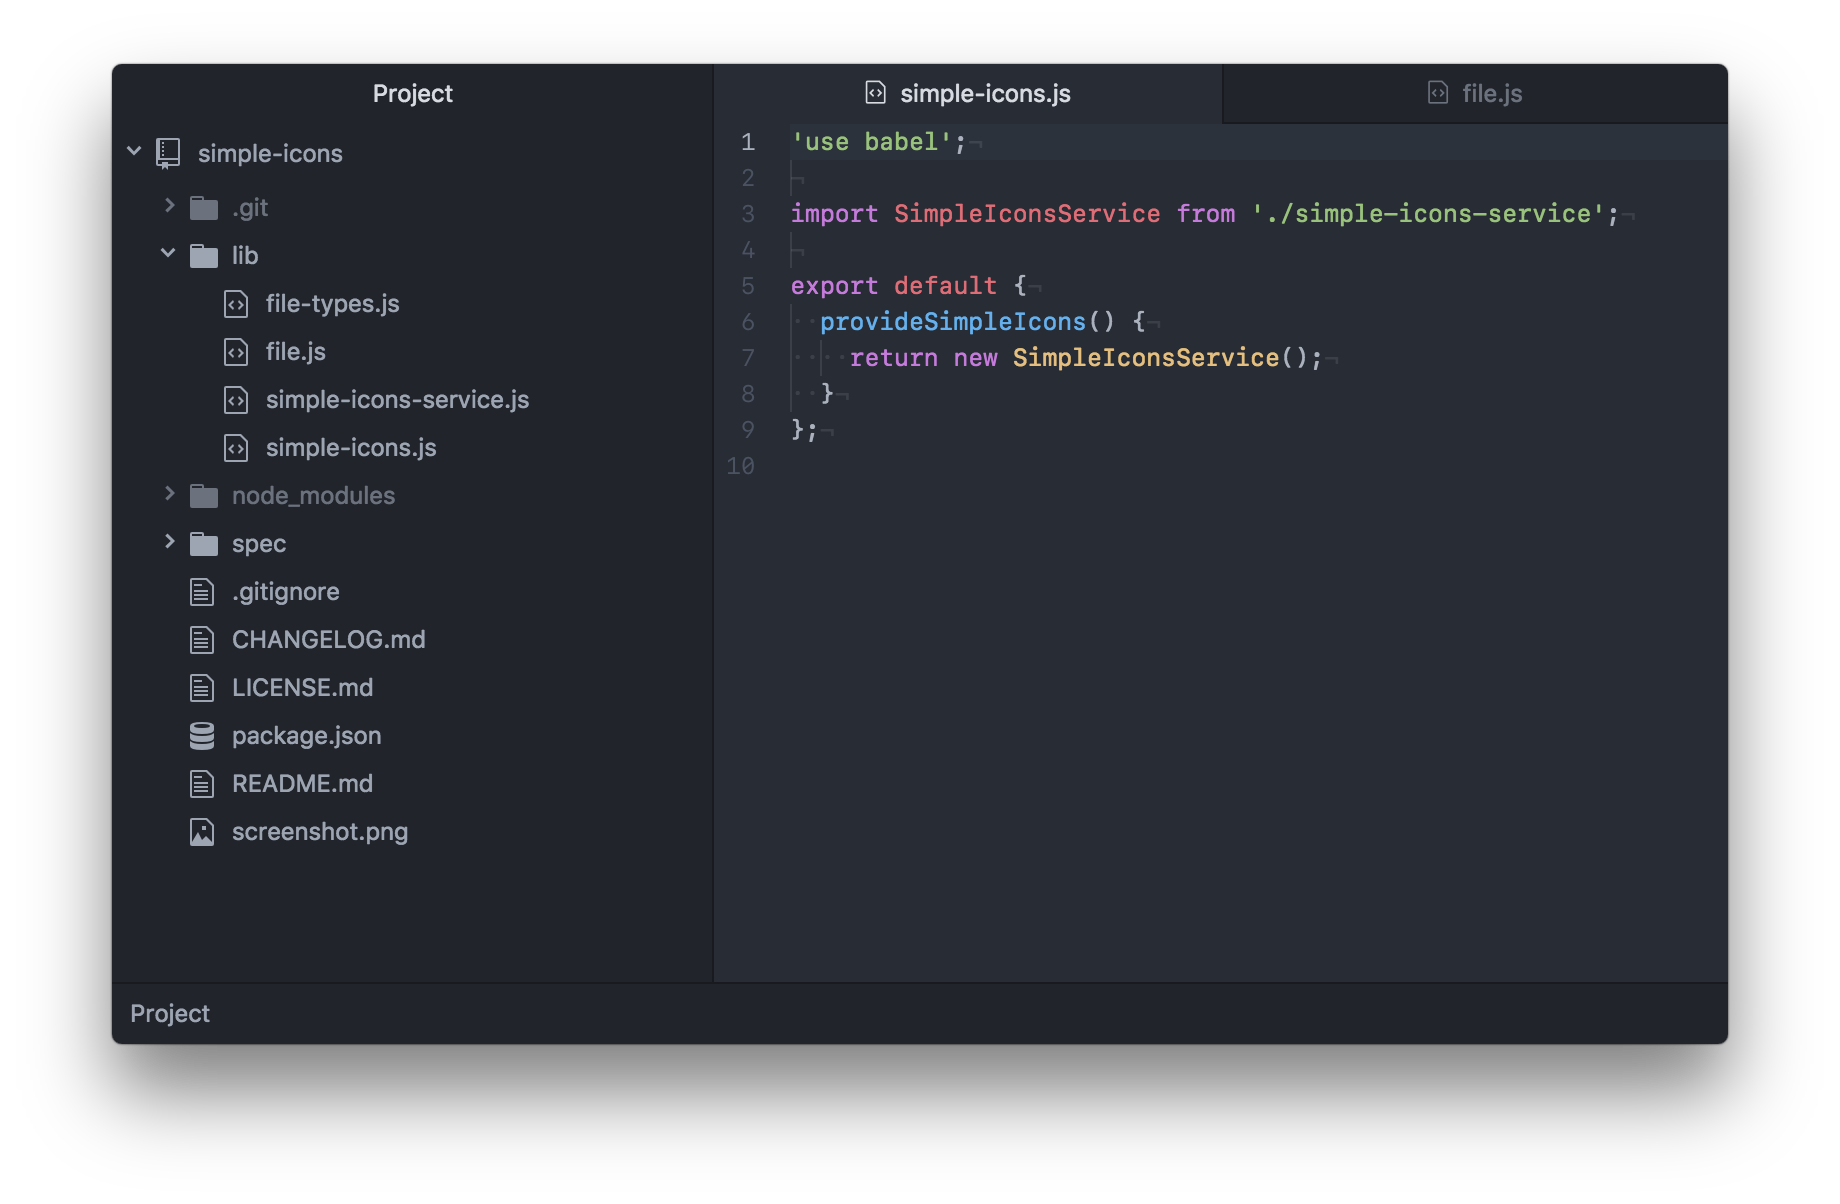 Project
simple-icons
.git
lib
file-types.js
file.js
simple-icons-service.js
simple-icons.js
node_modules
spec
.gitignore
CHANGELOG.md
LICENSE.md
package.json
README.md
screenshot.png
simple-icons.js
file.js
1 'use babel';¬
2 ¬
3 import SimpleIconsService from './simple-icons-service';¬
4 ¬
5 export default {¬
6 ··provideSimpleIcons() {¬
7 ····return new SimpleIconsService();¬
8 ··}¬
9 };¬
10
Project